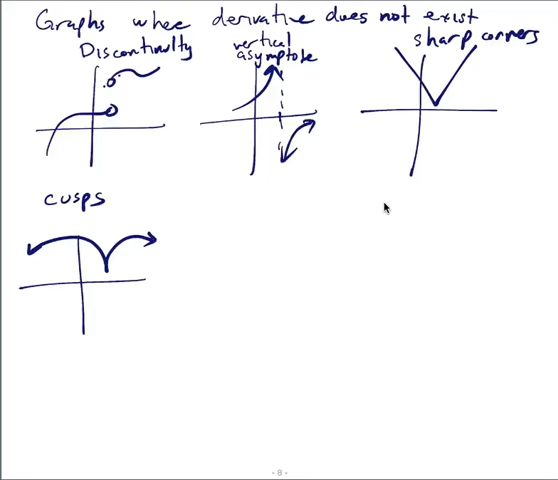 Graphs whee derivative does not exist
Discontinuity
vertical
asymptote
sharp corners
cusps
- 8 -